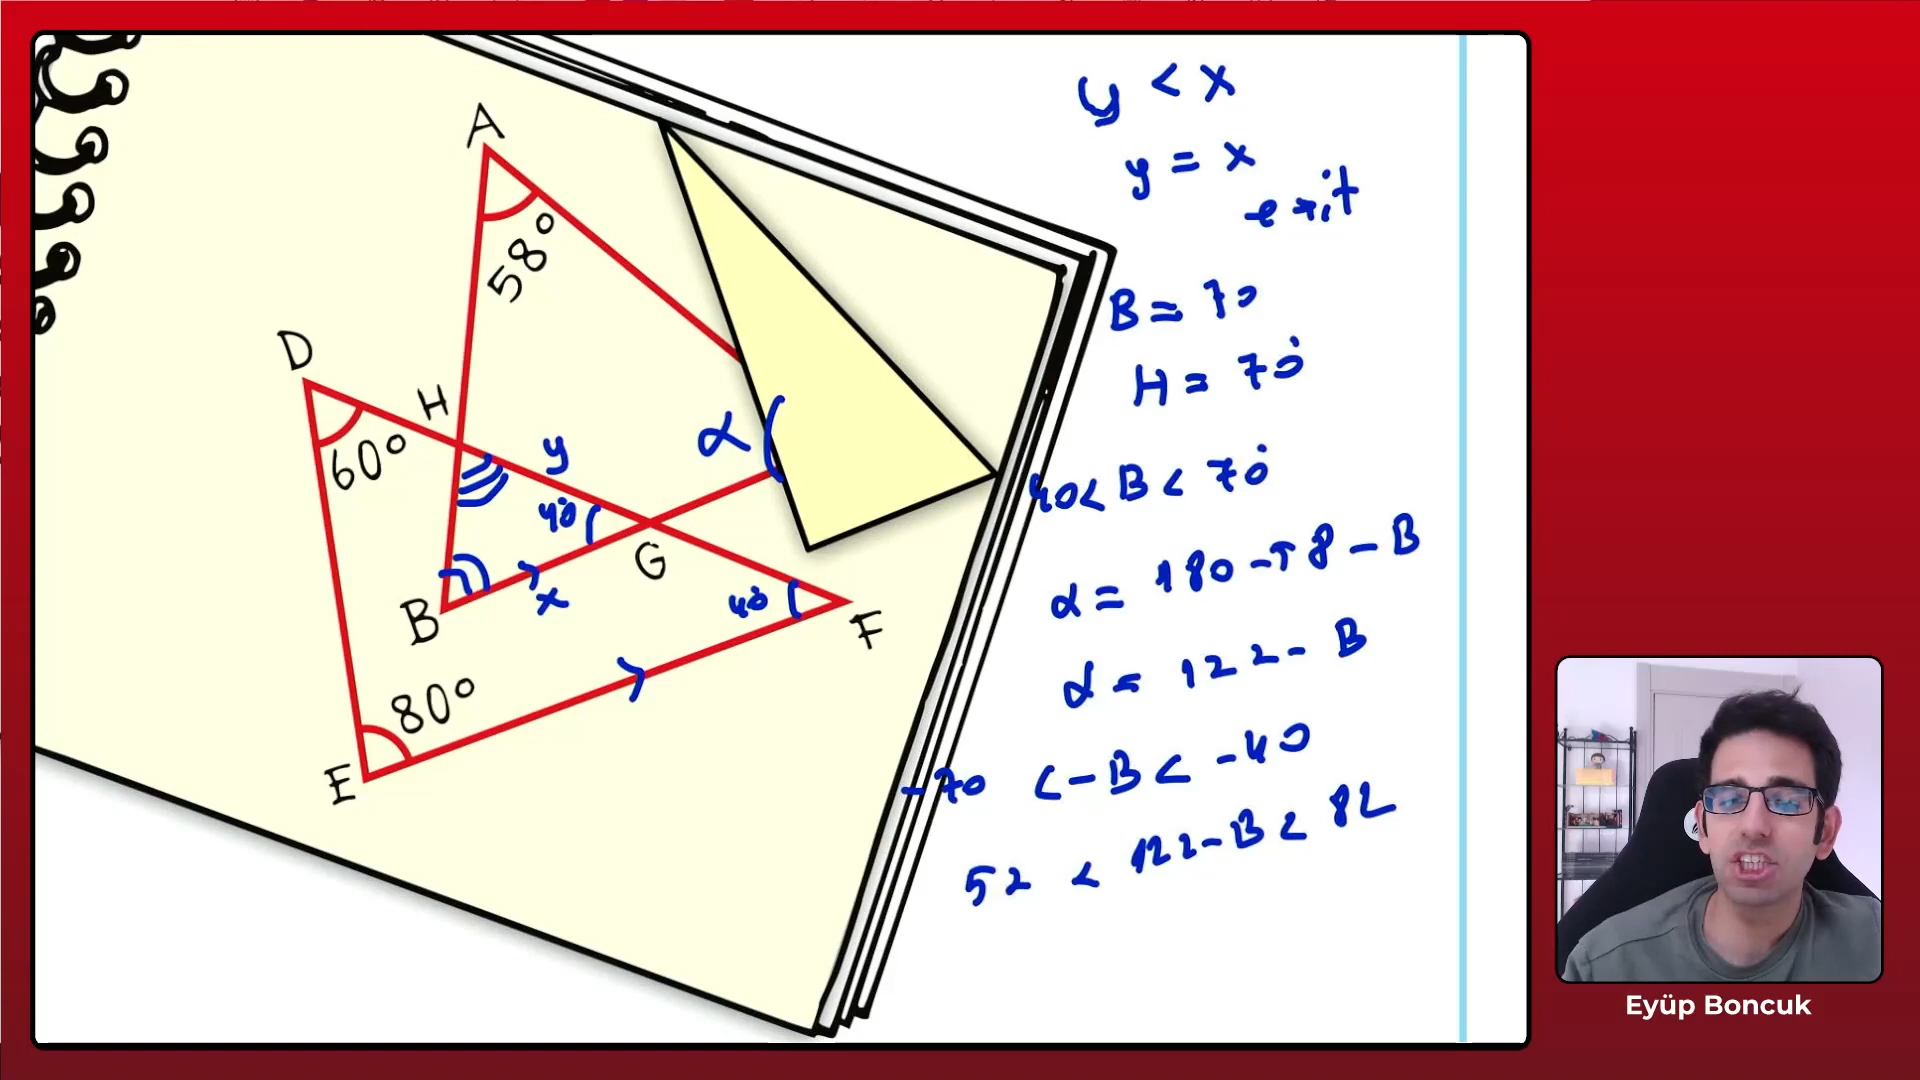 A
58°
D
H
60°
α
y
40°
G
B
x
40°
F
80°
E
y < x
y = x
eşit
B = 70
H = 70°
40 < B < 70°
α = 180 - 58 - B
α = 122 - B
-70 < -B < -40
52 < 122 - B < 82
Eyüp Boncuk